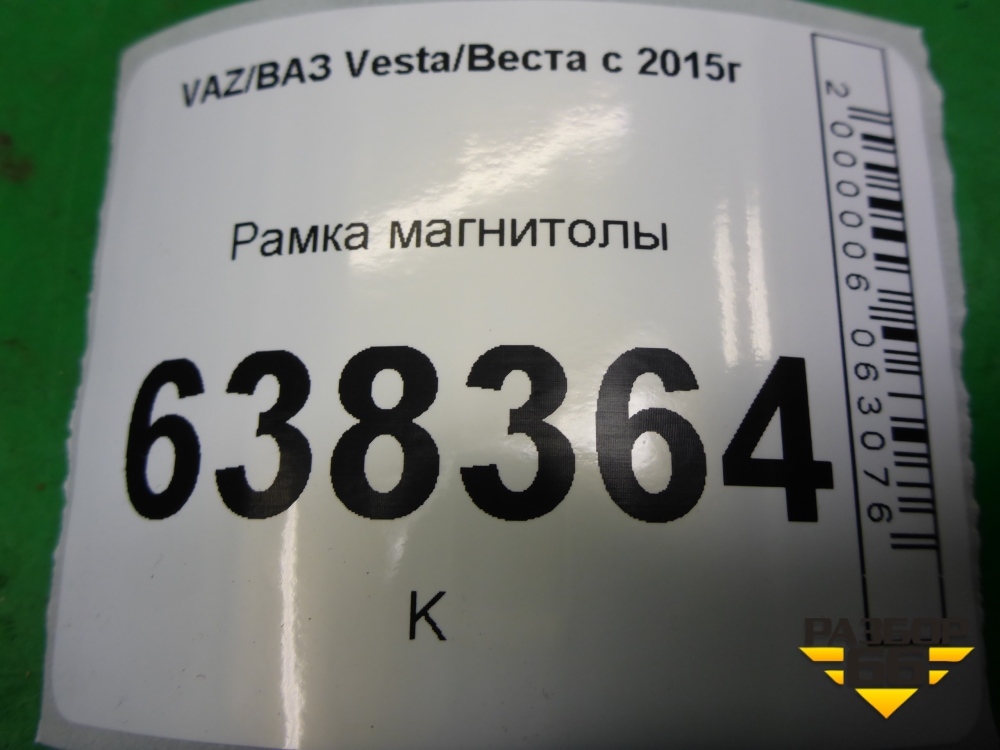 VAZ/ВАЗ Vesta/Веста с 2015г
Рамка магнитолы
638364
К
2000006063076
РАЗБОР
66